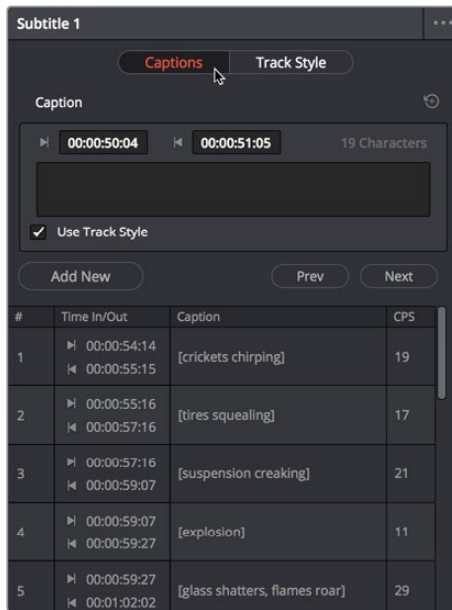 Subtitle 1
Captions Track Style
Caption
00:00:50:04 00:00:51:05 19 Characters
Use Track Style
Add New Prev Next
# Time In/Out Caption CPS
1 00:00:54:14 [crickets chirping] 19
00:00:55:15
2 00:00:55:16 [tires squealing] 17
00:00:57:16
3 00:00:57:16 [suspension creaking] 21
00:00:59:07
4 00:00:59:07 [explosion] 11
00:00:59:27
5 00:00:59:27 [glass shatters, flames roar] 29
00:01:02:02